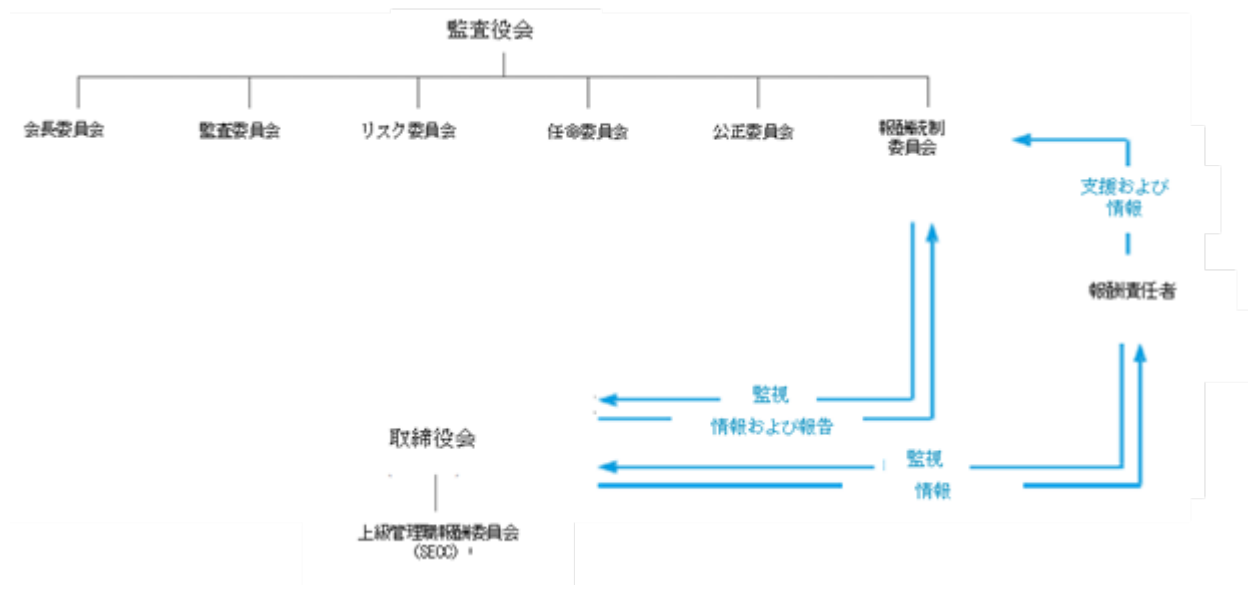 監査役会
会長委員会
監査委員会
リスク委員会
任命委員会
公正委員会
報酬統制
委員会
支援および
情報
報酬責任者
監視
情報および報告
取締役会
監視
情報
上級管理職報酬委員会
(SECC)